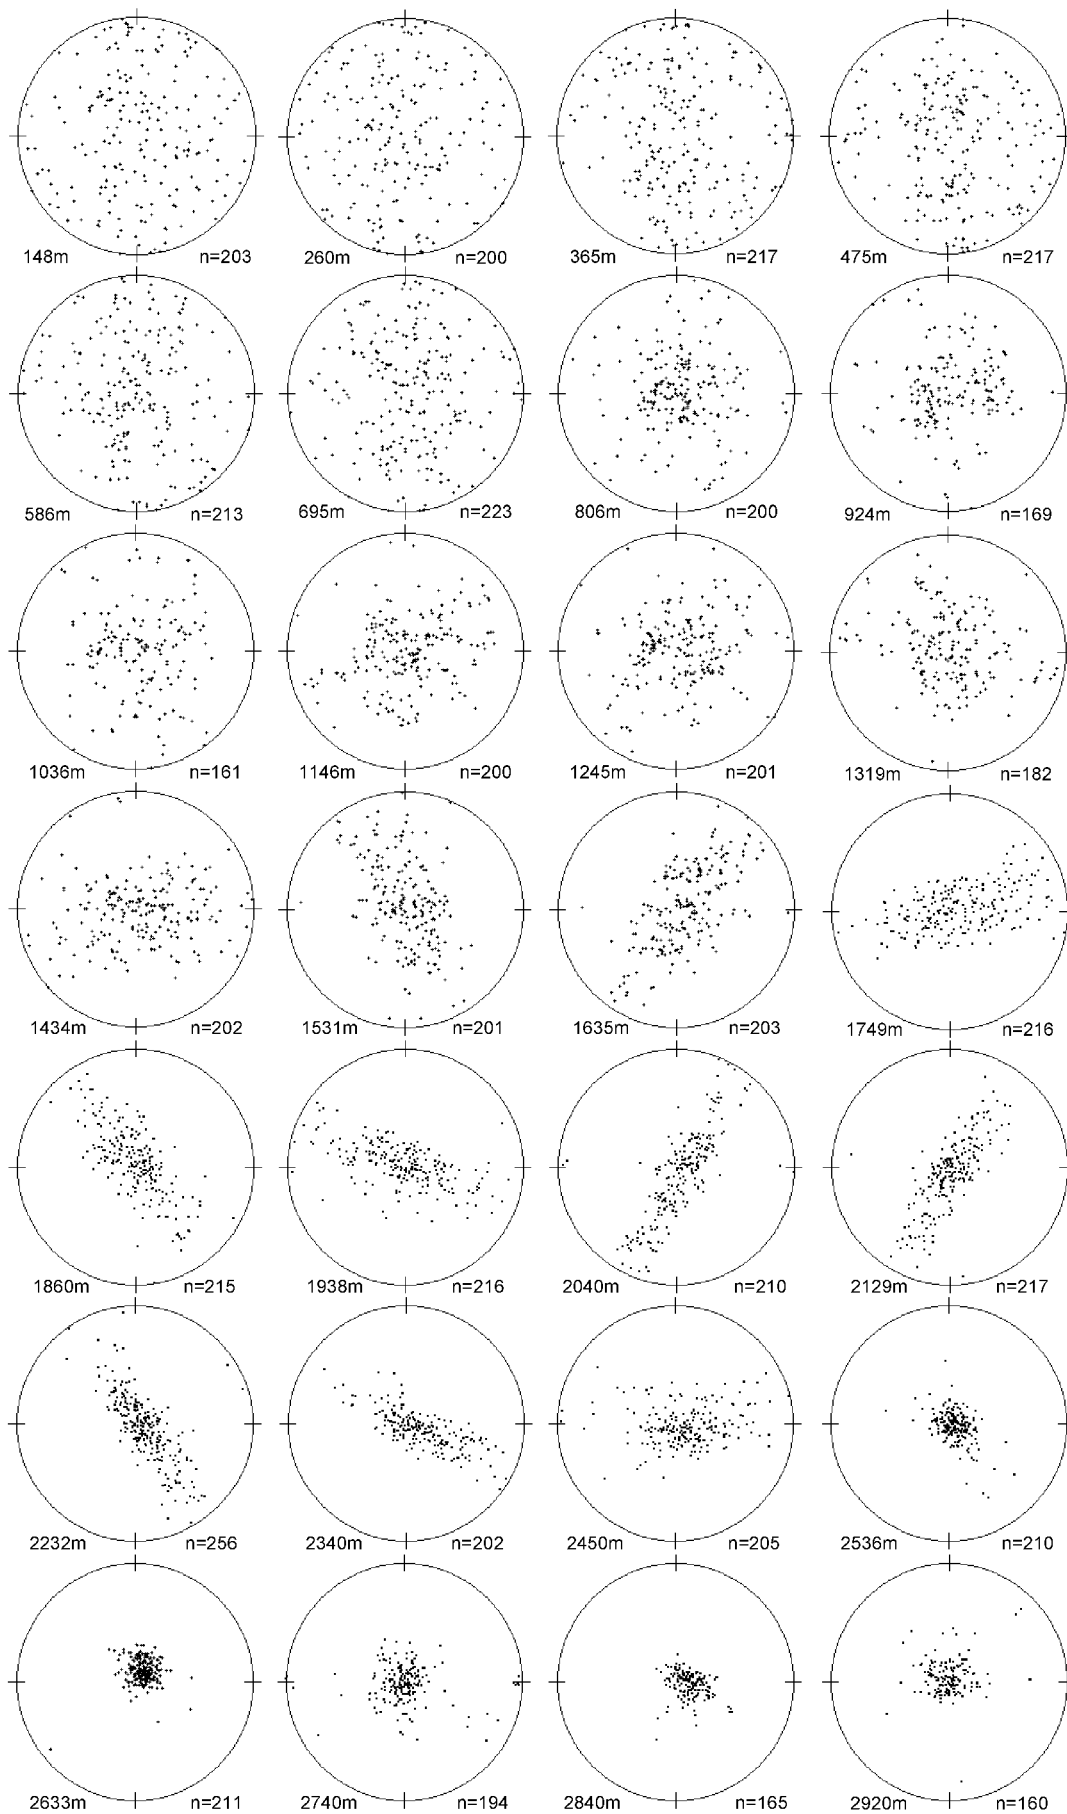 148m n=203 260m n=200 365m n=217 475m n=217
586m n=213 695m n=223 806m n=200 924m n=169
1036m n=161 1146m n=200 1245m n=201 1319m n=182
1434m n=202 1531m n=201 1635m n=203 1749m n=216
1860m n=215 1938m n=216 2040m n=210 2129m n=217
2232m n=256 2340m n=202 2450m n=205 2536m n=210
2633m n=211 2740m n=194 2840m n=165 2920m n=160